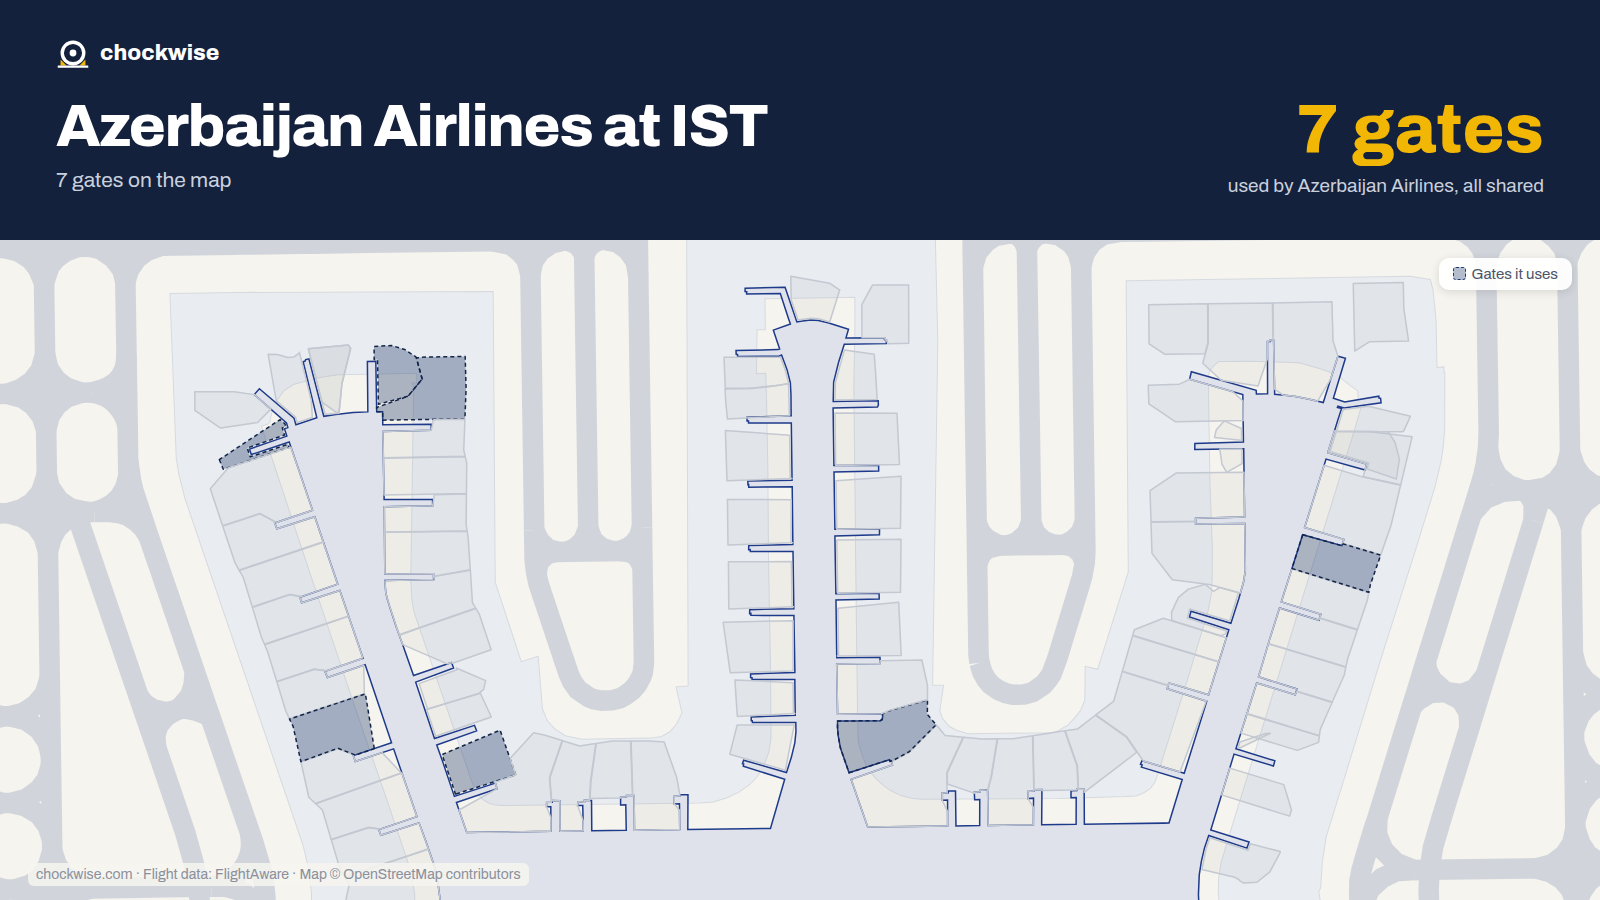 chockwise
Azerbaijan Airlines at IST
7 gates on the map
7 gates
used by Azerbaijan Airlines, all shared
Gates it uses
chockwise.com · Flight data: FlightAware · Map © OpenStreetMap contributors